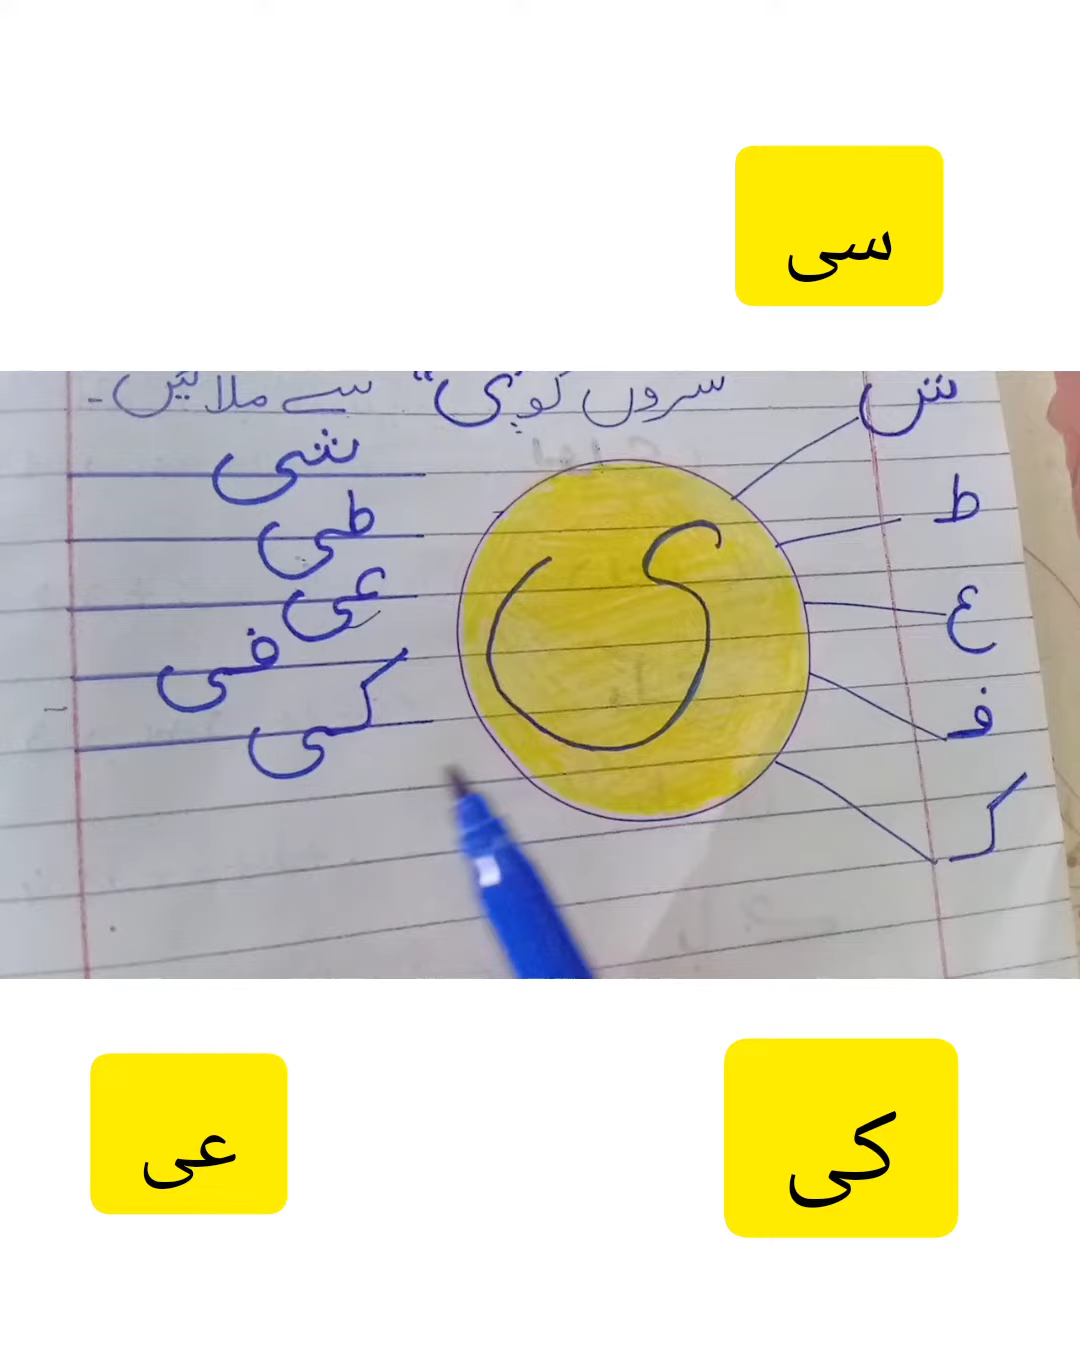 سی
سروں کو "ی" سے ملائیں۔
ش
شی
ط
طی
ی
ع
عی
ف
فی
ک
کی
عی
کی